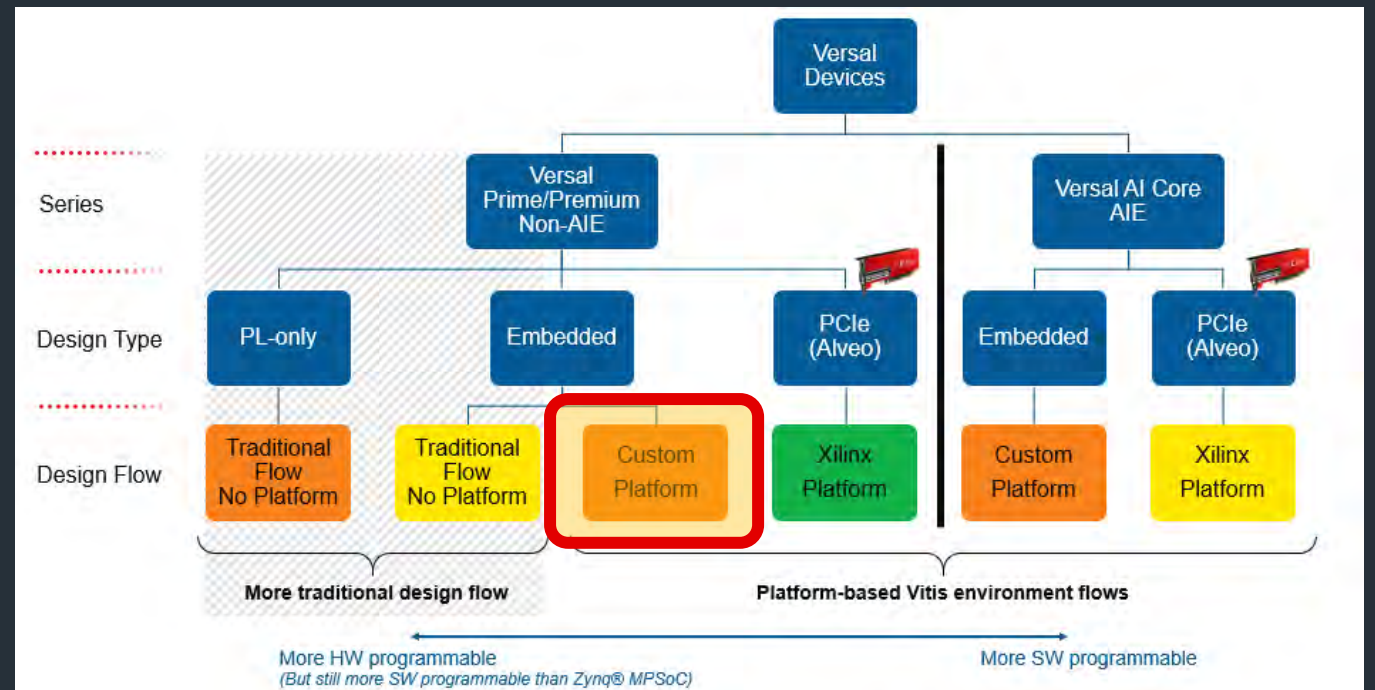 Versal
Devices
Series
Versal
Prime/Premium
Non-AIE
Versal AI Core
AIE
Design Type
PL-only
Embedded
PCIe
(Alveo)
Embedded
PCIe
(Alveo)
Design Flow
Traditional
Flow
No Platform
Traditional
Flow
No Platform
Custom
Platform
Xilinx
Platform
Custom
Platform
Xilinx
Platform
More traditional design flow
Platform-based Vitis environment flows
More HW programmable
(But still more SW programmable than Zynq® MPSoC)
More SW programmable